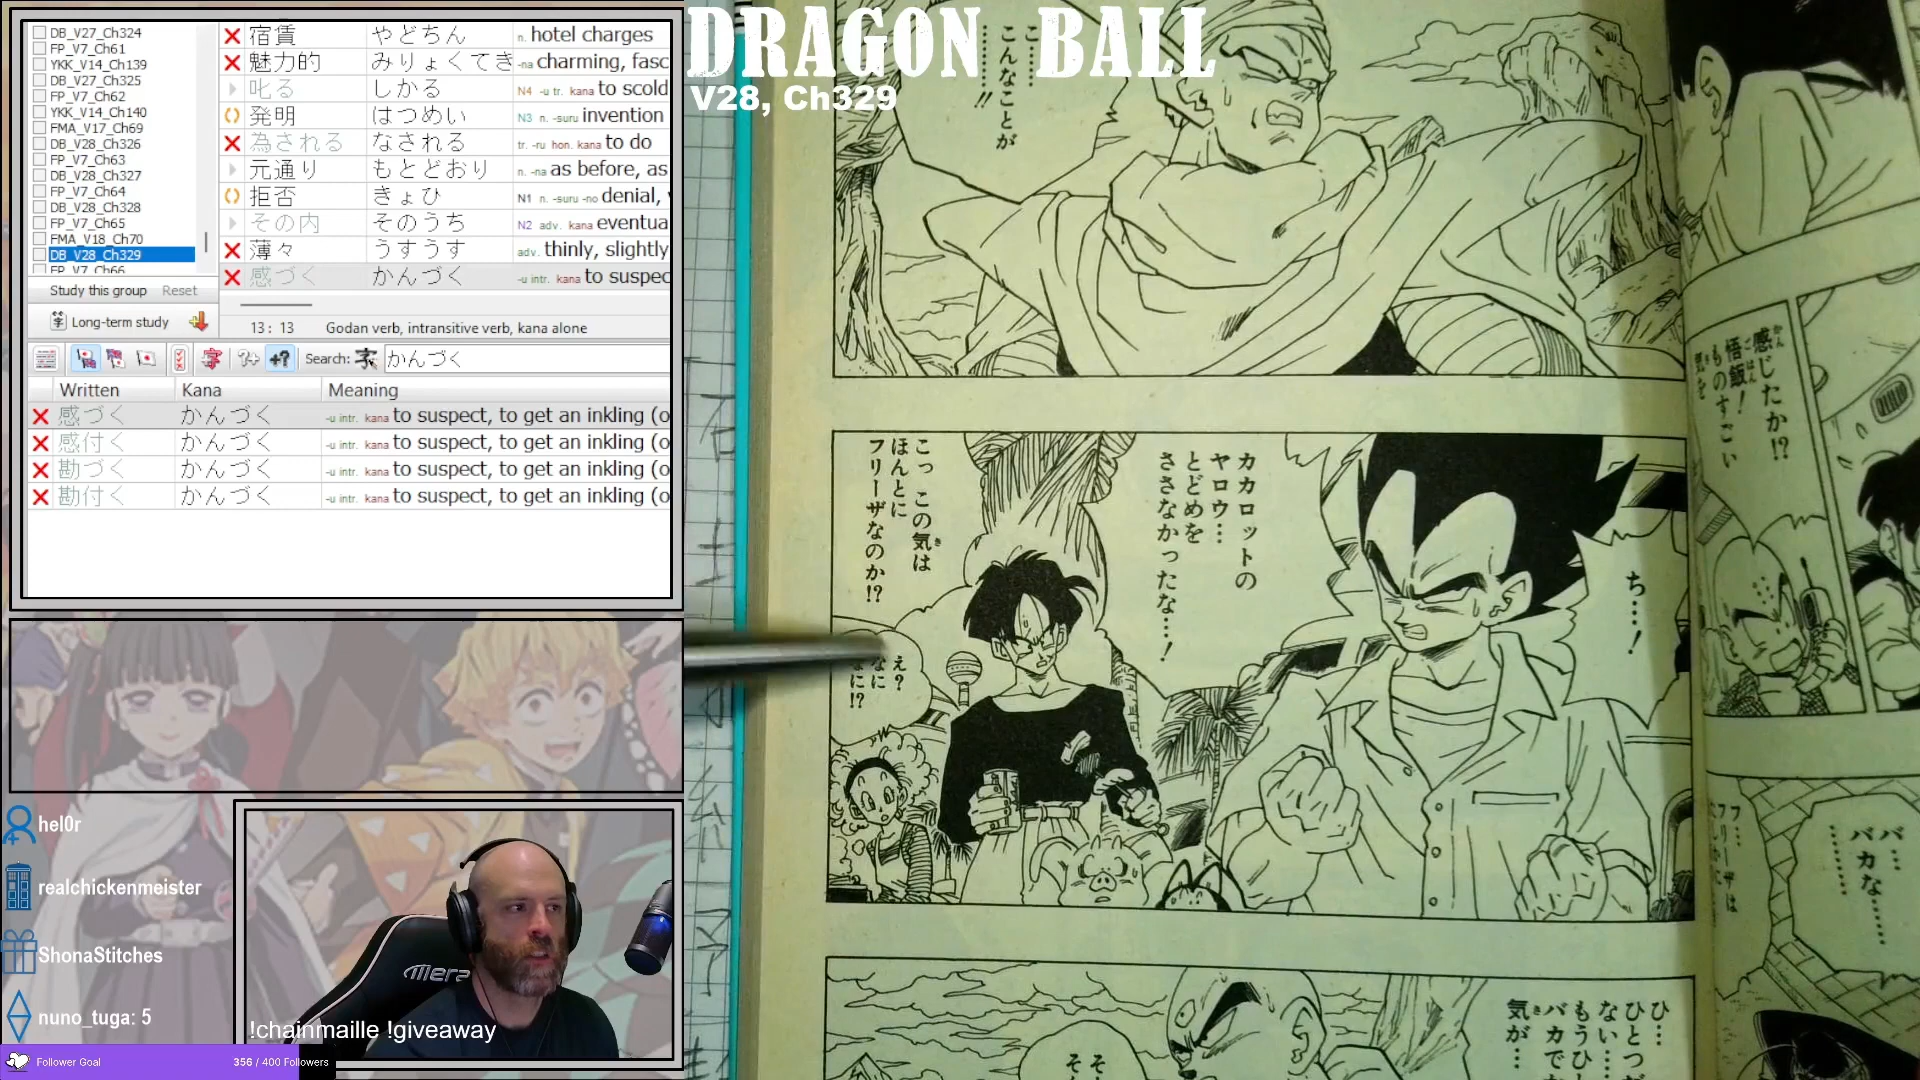 DB_V27_Ch324
FP_V7_Ch61
YKK_V14_Ch139
DB_V27_Ch325
FP_V7_Ch62
YKK_V14_Ch140
FMA_V17_Ch69
DB_V28_Ch326
FP_V7_Ch63
DB_V28_Ch327
FP_V7_Ch64
DB_V28_Ch328
FP_V7_Ch65
FMA_V18_Ch70
DB_V28_Ch329
FP_V7_Ch66
Study this group Reset
Long-term study
宿賃 やどちん n. hotel charges
魅力的 みりょくてき -na charming, fasc
叱る しかる N4 -u tr. kana to scold
発明 はつめい N3 n. -suru invention
為される なされる tr. -ru hon. kana to do
元通り もとどおり n. -na as before, as
拒否 きょひ N1 n. -suru -no denial,
その内 そのうち N2 adv. kana eventua
薄々 うすうす adv. thinly, slightly
感づく かんづく -u intr. kana to suspec
13: 13 Godan verb, intransitive verb, kana alone
Search: かんづく
Written Kana Meaning
感づく かんづく -u intr. kana to suspect, to get an inkling (o
感付く かんづく -u intr. kana to suspect, to get an inkling (o
勘づく かんづく -u intr. kana to suspect, to get an inkling (o
勘付く かんづく -u intr. kana to suspect, to get an inkling (o
hel0r
realchickenmeister
ShonaStitches
nuno_tuga: 5
Follower Goal 356 / 400 Followers
mera
!chainmaille !giveaway
DRAGON BALL
V28, Ch329
こ………
こんなことが
………!!
感じたか!?
悟飯!
ものすごい
気を
ち…!
カカロットの
ヤロウ…
とどめを
ささなかったな…!
こっ この気は
ほんとに
フリーザなのか!?
え?
なに
なに!?
バ…
バカな……
ひ…
ない…
気が…